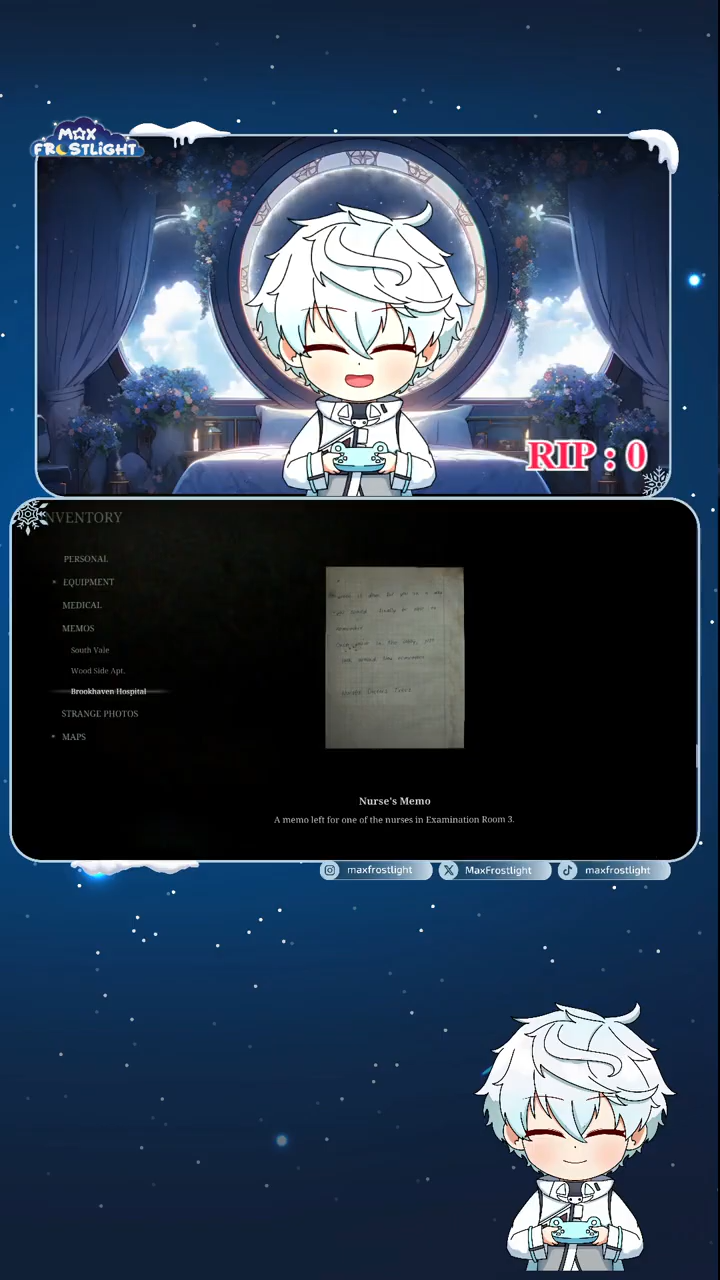 MAX
FROSTLIGHT
RIP : 0
NVENTORY
PERSONAL
EQUIPMENT
MEDICAL
MEMOS
South Vale
Wood Side Apt.
Brookhaven Hospital
STRANGE PHOTOS
MAPS
Nurse's Memo
A memo left for one of the nurses in Examination Room 3.
maxfrostlight
MaxFrostlight
maxfrostlight